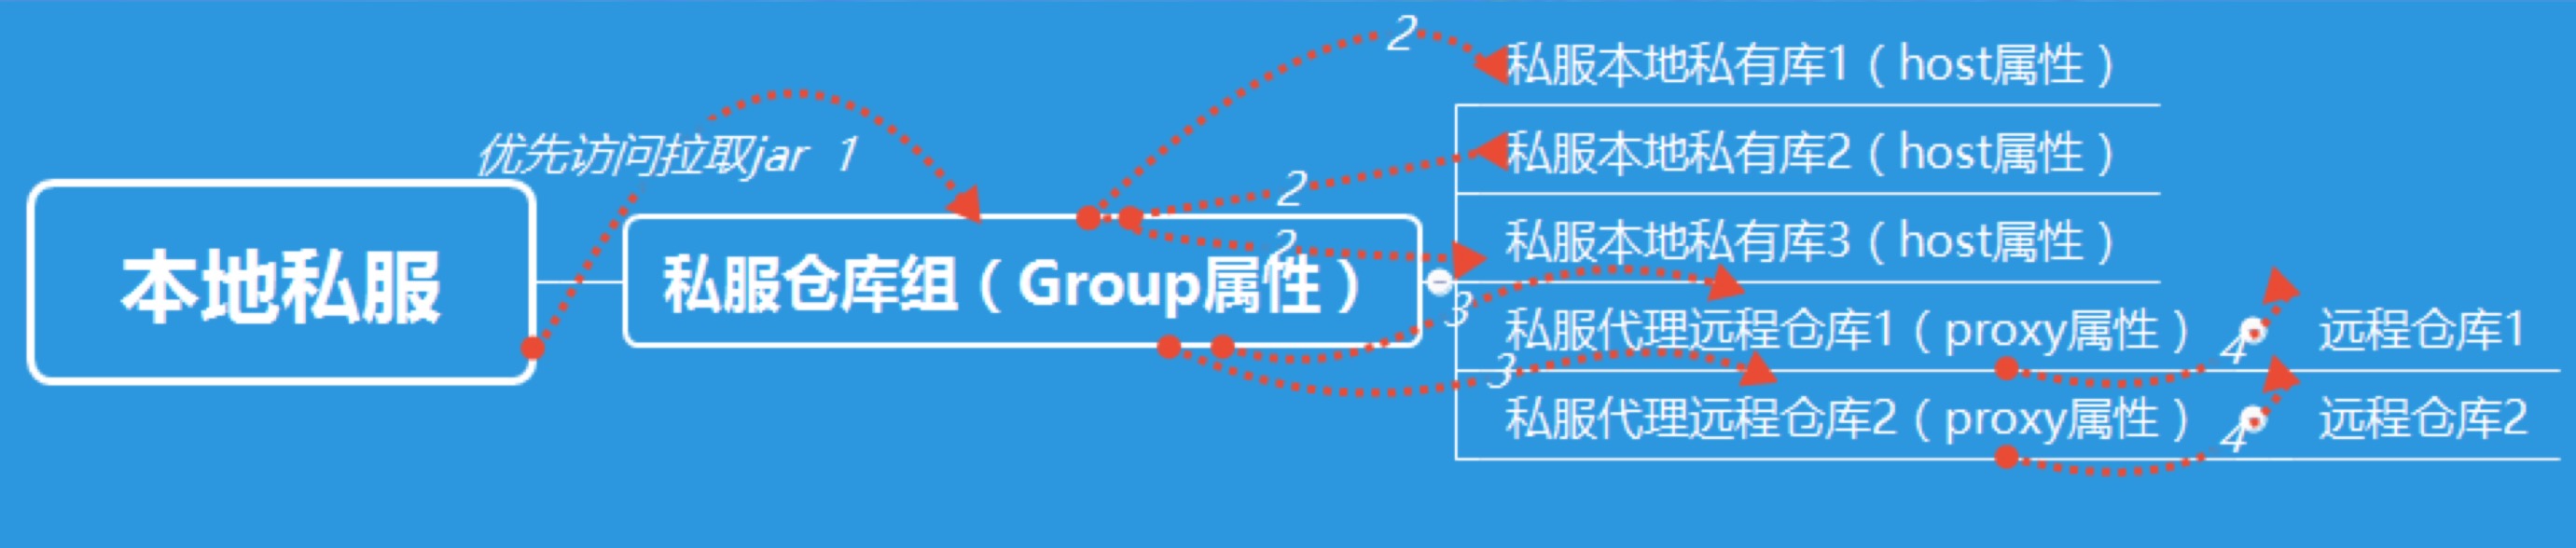 2
私服本地私有库1（host属性）
优先访问拉取jar 1
私服本地私有库2（host属性）
2
私服本地私有库3（host属性）
2
本地私服
私服仓库组（Group属性）
3
私服代理远程仓库1（proxy属性）
4
远程仓库1
3
私服代理远程仓库2（proxy属性）
4
远程仓库2